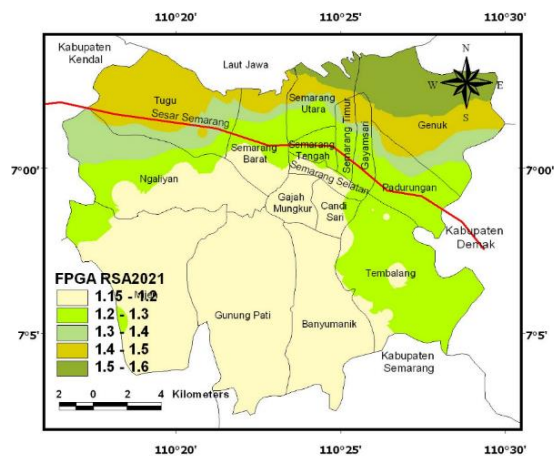 110°20' 110°25' 110°30'
Kabupaten
Kendal
Laut Jawa
N
W E
S
Tugu
Semarang
Utara
Sesar Semarang
Semarang Timut
Gayamsari
Genuk
Semarang
Barat
Semarang
Tengah
7°00' 7°00'
Ngaliyan
Semarang Selatan
Padurungan
Gajah
Mungkur
Candi
Sari
Kabupaten
Demak
FPGA RSA2021
Tembalang
1.15 - 1.2
1.2 - 1.3
1.3 - 1.4
1.4 - 1.5
1.5 - 1.6
7°5' 7°5'
Gunung Pati
Banyumanik
Kabupaten
Semarang
2 0 2 4 Kilometers
110°20' 110°25' 110°30'